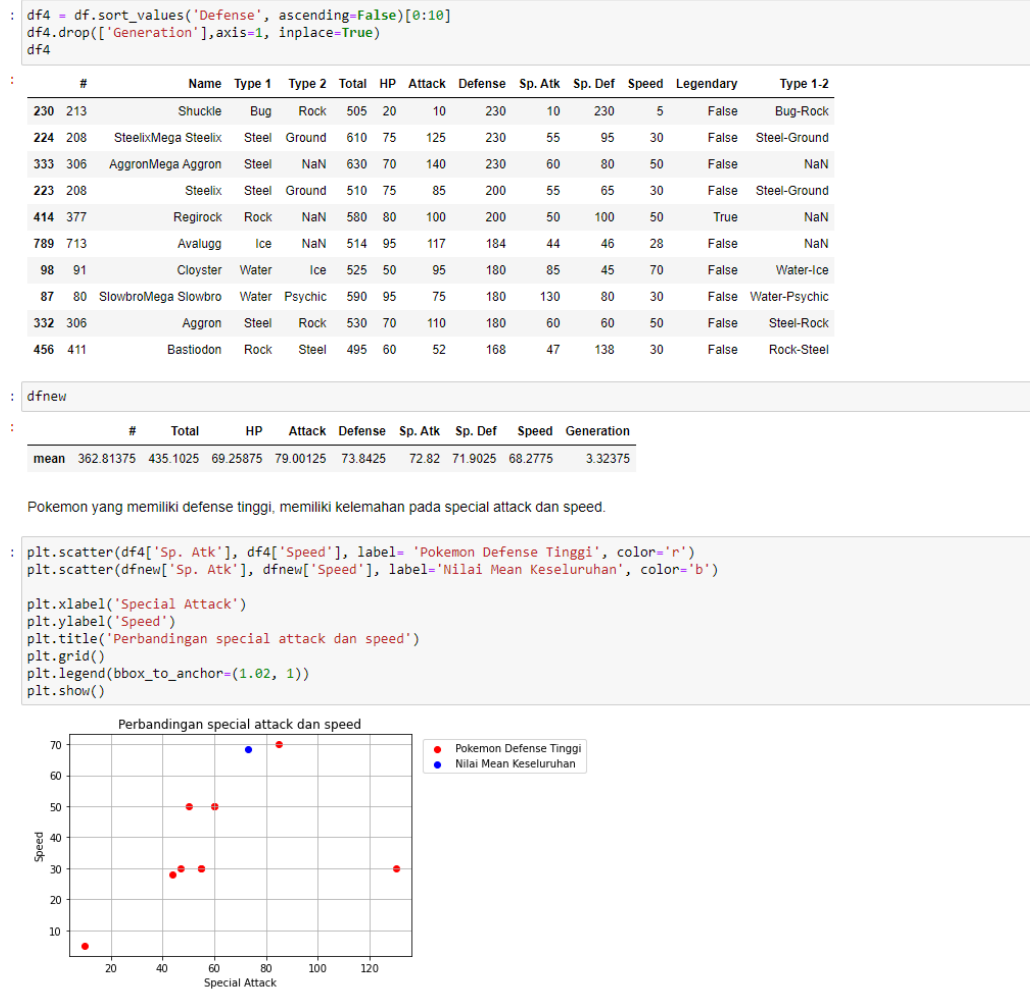 : df4 = df.sort_values('Defense', ascending=False)[0:10]
df4.drop(['Generation'],axis=1, inplace=True)
df4
:
# Name Type 1 Type 2 Total HP Attack Defense Sp. Atk Sp. Def Speed Legendary Type 1-2
230 213 Shuckle Bug Rock 505 20 10 230 10 230 5 False Bug-Rock
224 208 SteelixMega Steelix Steel Ground 610 75 125 230 55 95 30 False Steel-Ground
333 306 AggronMega Aggron Steel NaN 630 70 140 230 60 80 50 False NaN
223 208 Steelix Steel Ground 510 75 85 200 55 65 30 False Steel-Ground
414 377 Regirock Rock NaN 580 80 100 200 50 100 50 True NaN
789 713 Avalugg Ice NaN 514 95 117 184 44 46 28 False NaN
98 91 Cloyster Water Ice 525 50 95 180 85 45 70 False Water-Ice
87 80 SlowbroMega Slowbro Water Psychic 590 95 75 180 130 80 30 False Water-Psychic
332 306 Aggron Steel Rock 530 70 110 180 60 60 50 False Steel-Rock
456 411 Bastiodon Rock Steel 495 60 52 168 47 138 30 False Rock-Steel
: dfnew
:
# Total HP Attack Defense Sp. Atk Sp. Def Speed Generation
mean 362.81375 435.1025 69.25875 79.00125 73.8425 72.82 71.9025 68.2775 3.32375
Pokemon yang memiliki defense tinggi, memiliki kelemahan pada special attack dan speed.
: plt.scatter(df4['Sp. Atk'], df4['Speed'], label= 'Pokemon Defense Tinggi', color='r')
plt.scatter(dfnew['Sp. Atk'], dfnew['Speed'], label='Nilai Mean Keseluruhan', color='b')
plt.xlabel('Special Attack')
plt.ylabel('Speed')
plt.title('Perbandingan special attack dan speed')
plt.grid()
plt.legend(bbox_to_anchor=(1.02, 1))
plt.show()
Perbandingan special attack dan speed
Pokemon Defense Tinggi
Nilai Mean Keseluruhan
70
60
50
40
30
20
10
Speed
20 40 60 80 100 120
Special Attack